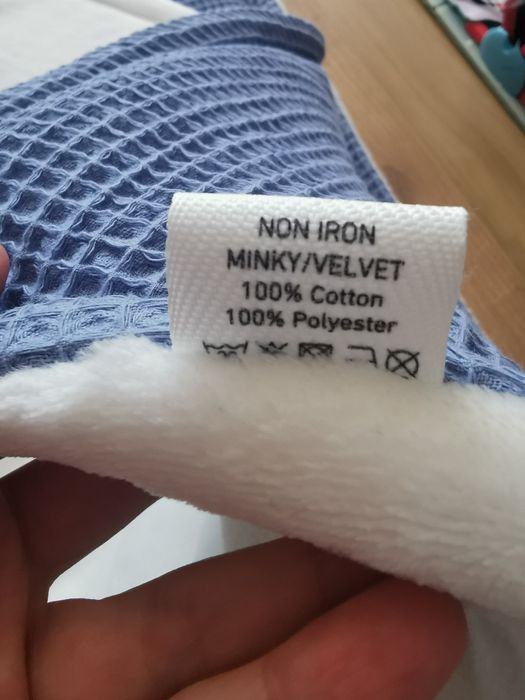 NON IRON
MINKY/VELVET
100% Cotton
100% Polyester